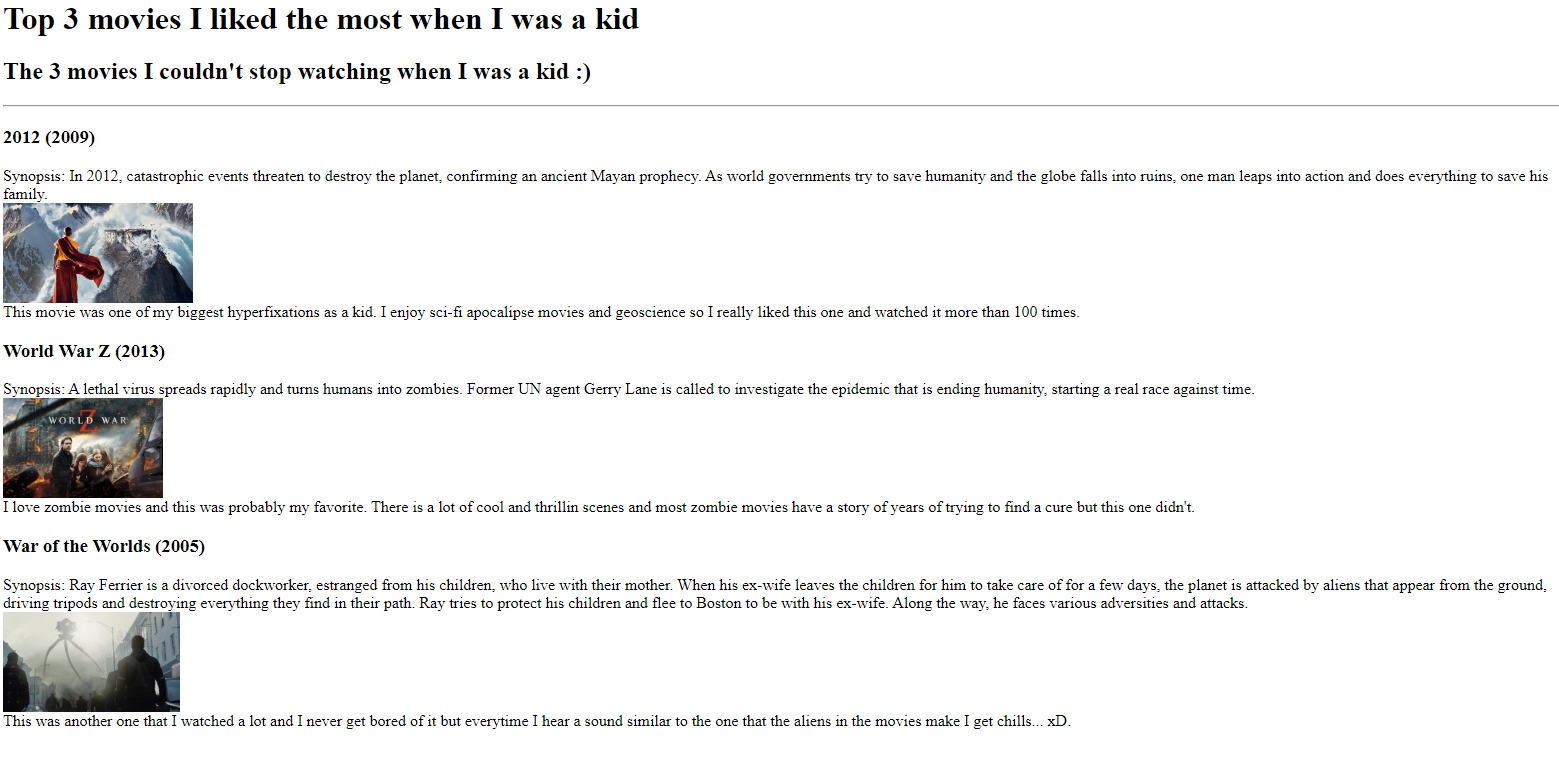 Top 3 movies I liked the most when I was a kid
The 3 movies I couldn't stop watching when I was a kid :)
2012 (2009)
Synopsis: In 2012, catastrophic events threaten to destroy the planet, confirming an ancient Mayan prophecy. As world governments try to save humanity and the globe falls into ruins, one man leaps into action and does everything to save his
family.
This movie was one of my biggest hyperfixations as a kid. I enjoy sci-fi apocalipse movies and geoscience so I really liked this one and watched it more than 100 times.
World War Z (2013)
Synopsis: A lethal virus spreads rapidly and turns humans into zombies. Former UN agent Gerry Lane is called to investigate the epidemic that is ending humanity, starting a real race against time.
WORLD WAR Z
I love zombie movies and this was probably my favorite. There is a lot of cool and thrillin scenes and most zombie movies have a story of years of trying to find a cure but this one didn't.
War of the Worlds (2005)
Synopsis: Ray Ferrier is a divorced dockworker, estranged from his children, who live with their mother. When his ex-wife leaves the children for him to take care of for a few days, the planet is attacked by aliens that appear from the ground,
driving tripods and destroying everything they find in their path. Ray tries to protect his children and flee to Boston to be with his ex-wife. Along the way, he faces various adversities and attacks.
This was another one that I watched a lot and I never get bored of it but everytime I hear a sound similar to the one that the aliens in the movies make I get chills... xD.